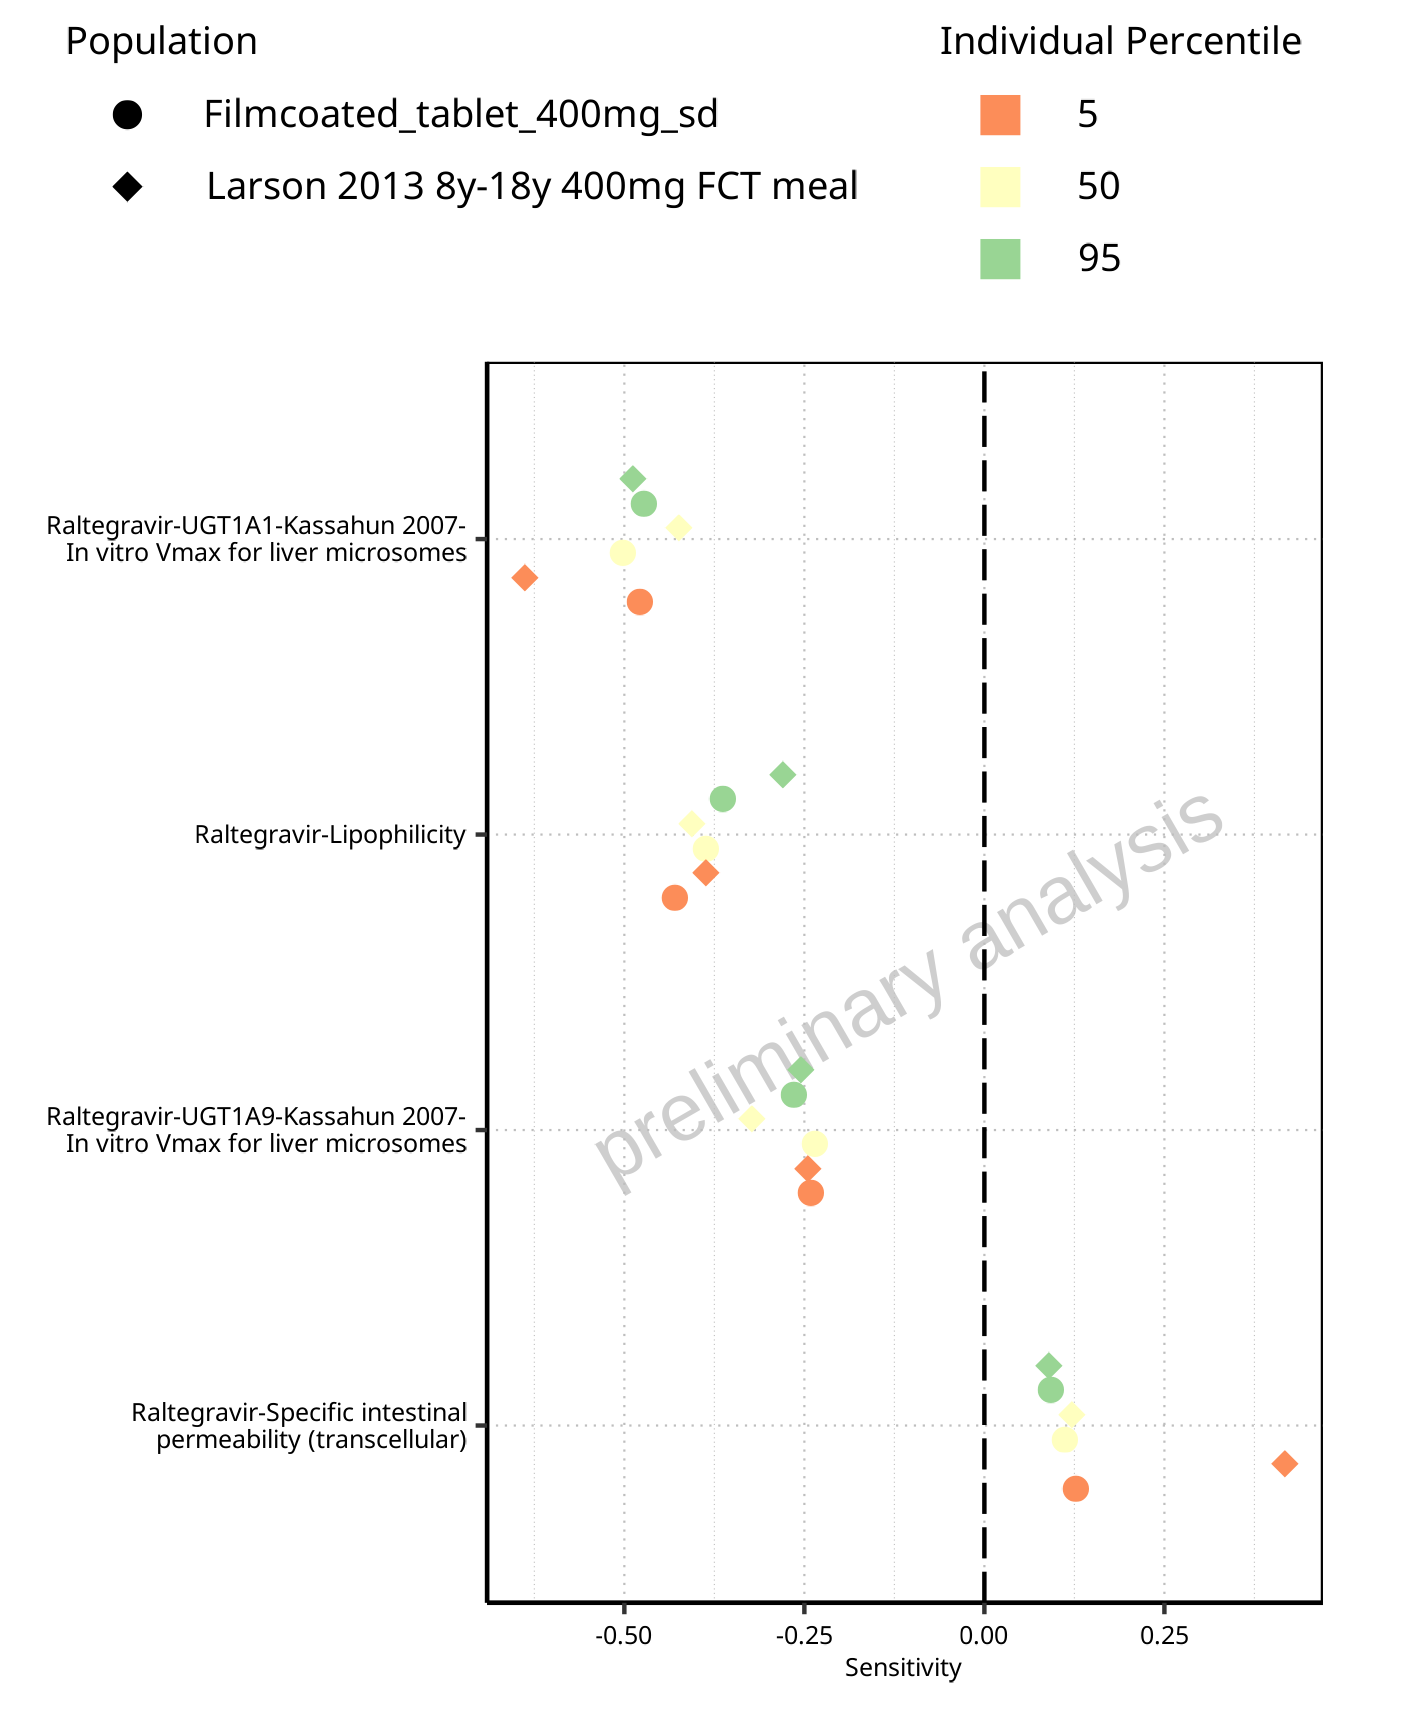 Population
Filmcoated_tablet_400mg_sd
Larson 2013 8y-18y 400mg FCT meal
Individual Percentile
5
50
95
Raltegravir-UGT1A1-Kassahun 2007-
In vitro Vmax for liver microsomes
Raltegravir-Lipophilicity
Raltegravir-UGT1A9-Kassahun 2007-
In vitro Vmax for liver microsomes
Raltegravir-Specific intestinal
permeability (transcellular)
preliminary analysis
-0.50
-0.25
0.00
0.25
Sensitivity